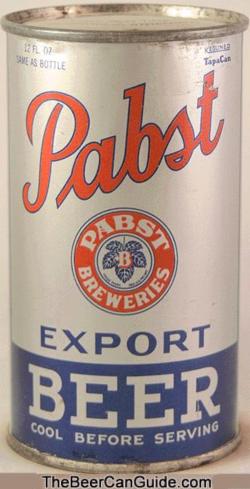 12 FL. OZ
SAME AS BOTTLE
TapaCan
Pabst
PABST
B
BREWERIES
EXPORT
BEER
COOL BEFORE SERVING
TheBeerCanGuide.com